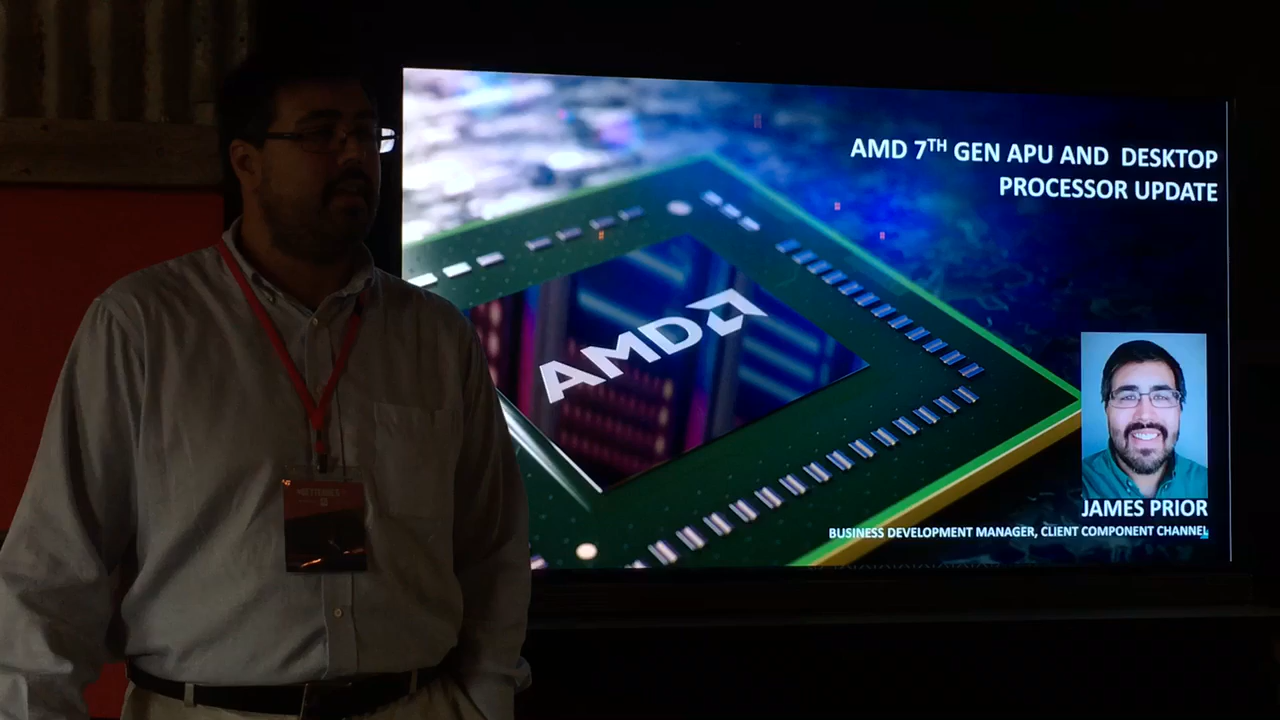 AMD 7TH GEN APU AND DESKTOP
PROCESSOR UPDATE
AMD
JAMES PRIOR
BUSINESS DEVELOPMENT MANAGER, CLIENT COMPONENT CHANNEL